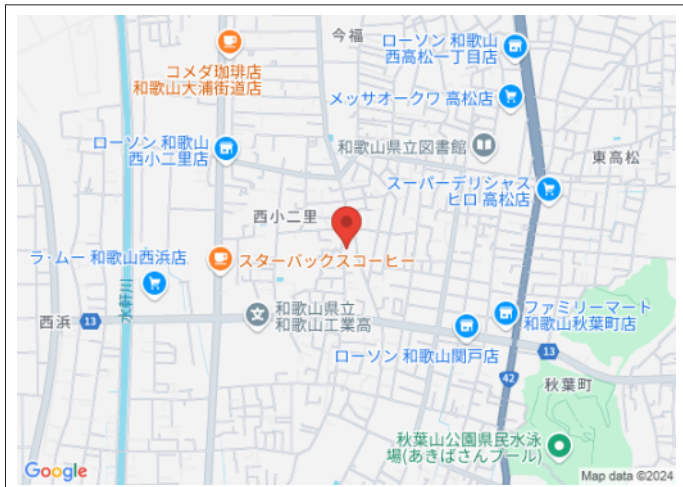 今福
ローソン 和歌山
西高松一丁目店
コメダ珈琲店
和歌山大浦街道店
メッサオークワ 高松店
ローソン 和歌山
西小二里店
和歌山県立図書館
東高松
スーパーデリシャス
ヒロ 高松店
西小二里
ラ・ムー 和歌山西浜店
スターバックスコーヒー
水軒川
西浜
13
和歌山県立
和歌山工業高
ファミリーマート
和歌山秋葉町店
ローソン 和歌山関戸店
13
42
秋葉町
秋葉山公園県民水泳
場(あきばさんプール)
Google
Map data ©2024